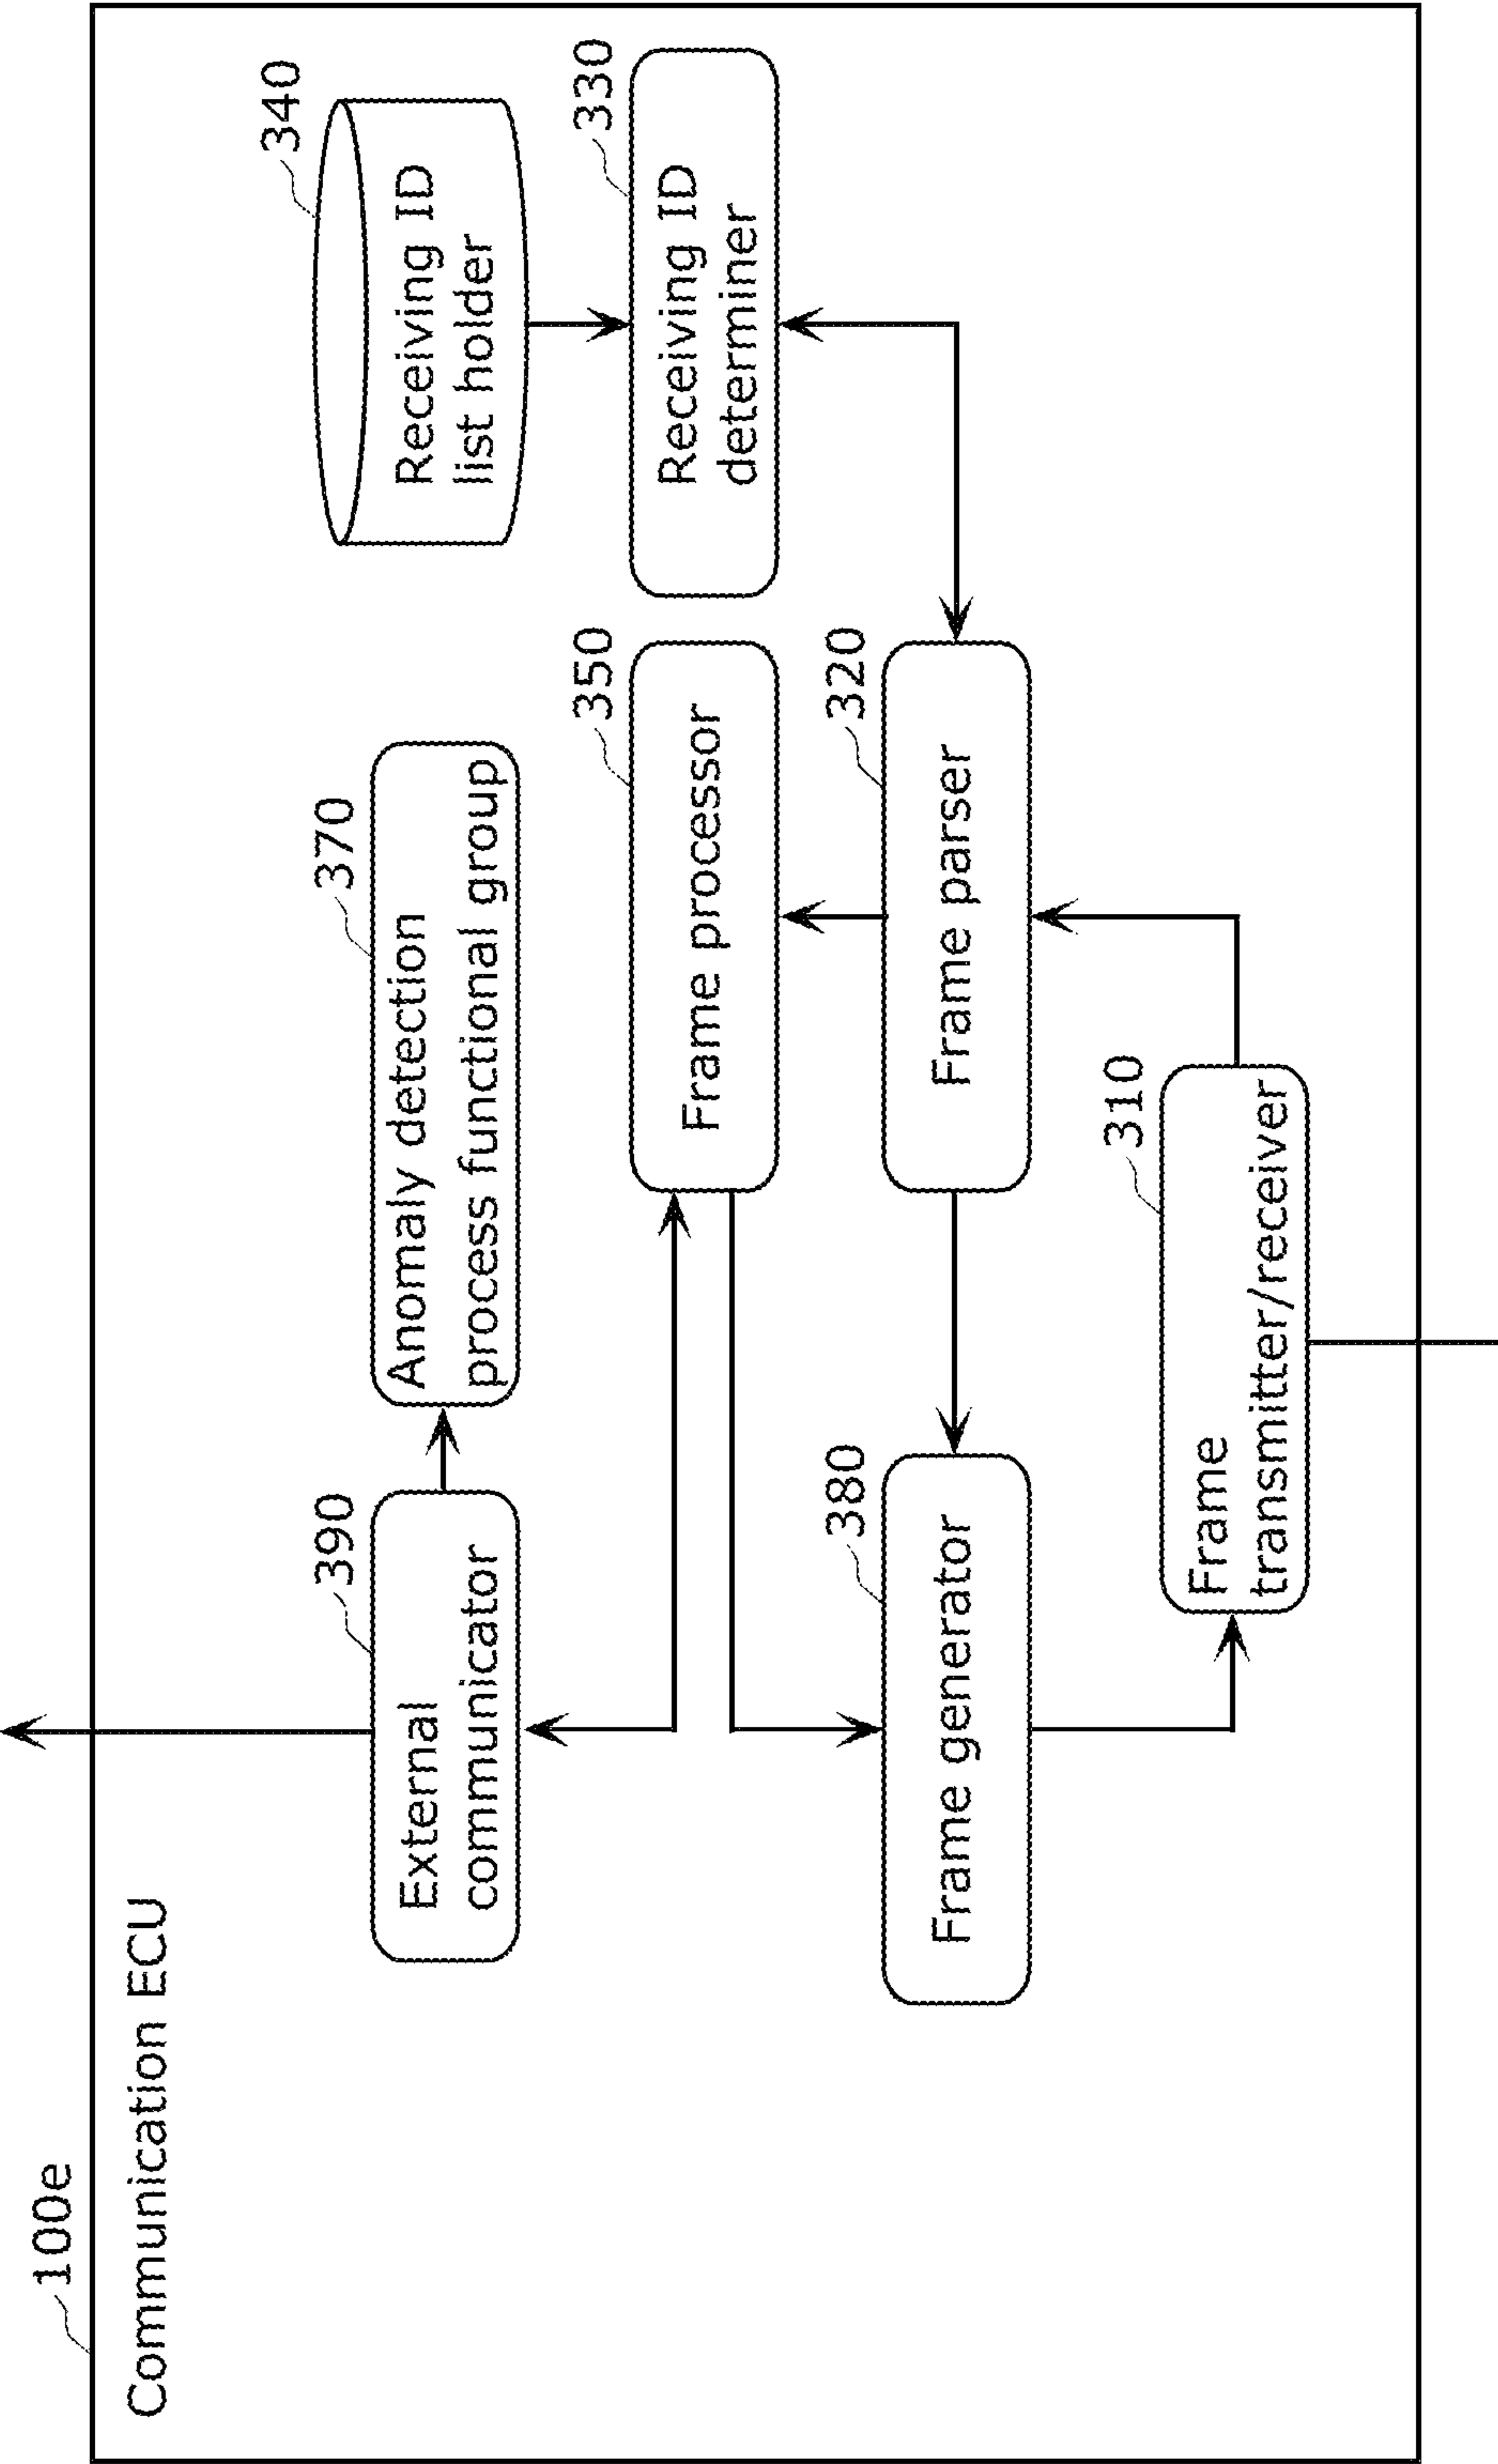 100e
Communication ECU
390
External
communicator
370
Anomaly detection
process functional group
340
Receiving ID
list holder
350
Frame processor
330
Receiving ID
determiner
380
Frame generator
320
Frame parser
310
Frame
transmitter/receiver